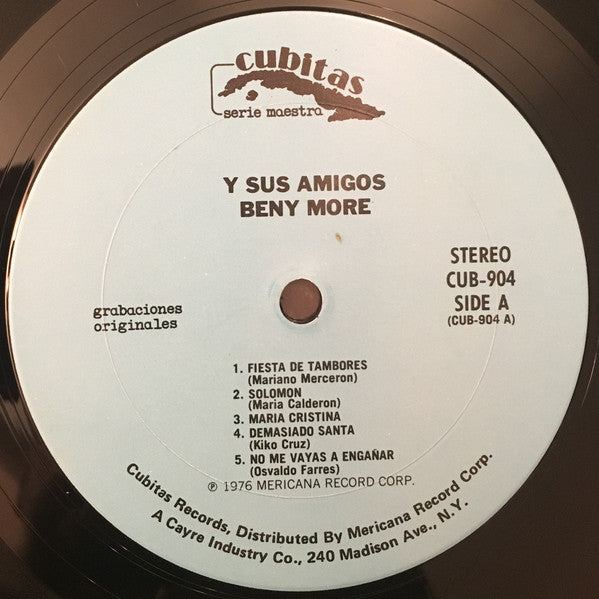 cubitas
serie maestra
Y SUS AMIGOS
BENY MORE
STEREO
CUB-904
SIDE A
(CUB-904 A)
grabaciones
originales
1. FIESTA DE TAMBORES
(Mariano Merceron)
2. SOLOMON
(Maria Calderon)
3. MARIA CRISTINA
4. DEMASIADO SANTA
(Kiko Cruz)
5. NO ME VAYAS A ENGAÑAR
(Osvaldo Farres)
℗ 1976 MERICANA RECORD CORP.
Cubitas Records, Distributed By Mericana Record Corp.
A Cayre Industry Co., 240 Madison Ave., N.Y.